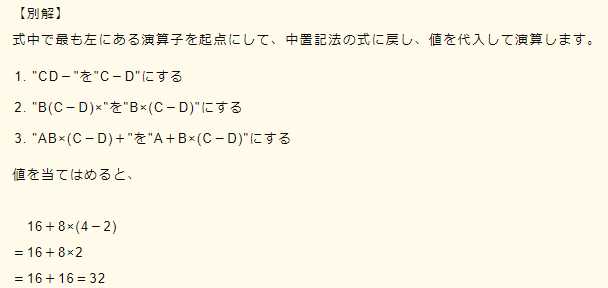 【別解】
式中で最も左にある演算子を起点にして、中置記法の式に戻し、値を代入して演算します。
1. "CD－"を"C－D"にする
2. "B(C－D)×"を"B×(C－D)"にする
3. "AB×(C－D)＋"を"A＋B×(C－D)"にする
値を当てはめると、
16＋8×(4－2)
＝16＋8×2
＝16＋16＝32